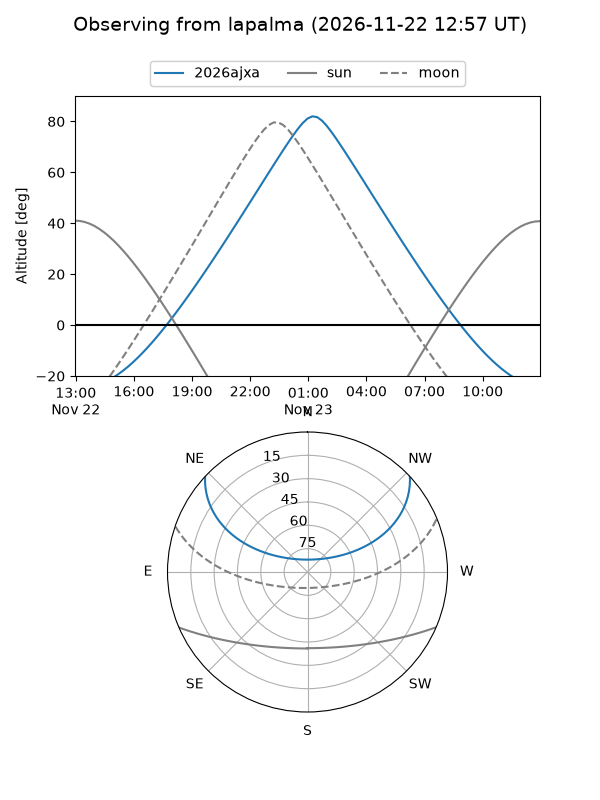 Observing from lapalma (2026-11-22 12:57 UT)
2026ajxa sun moon
Altitude [deg]
80
60
40
20
0
−20
13:00 16:00 19:00 22:00 01:00 04:00 07:00 10:00
Nov 22 Nov 23
N
NE NW
15
30
45
60
75
E W
SE SW
S